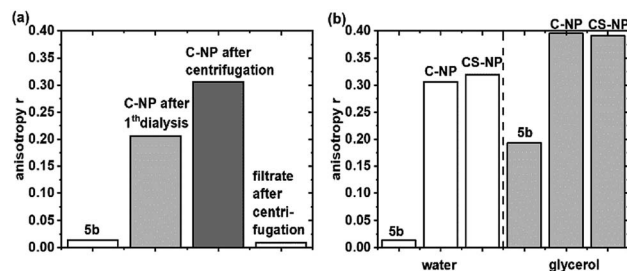 (a)
anisotropy r
0.40
0.35
0.30
0.25
0.20
0.15
0.10
0.05
0.00
5b
C-NP after
1thdialysis
C-NP after
centrifugation
filtrate
after
centri-
fugation
(b)
anisotropy r
0.40
0.35
0.30
0.25
0.20
0.15
0.10
0.05
0.00
5b
C-NP
CS-NP
5b
C-NP
CS-NP
water
glycerol